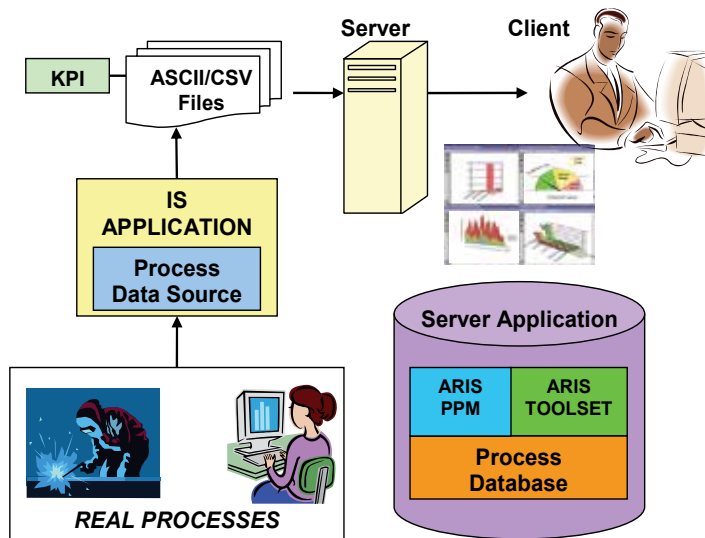 Server
Client
KPI
ASCII/CSV
Files
IS
APPLICATION
Process
Data Source
Server Application
ARIS
PPM
ARIS
TOOLSET
Process
Database
REAL PROCESSES